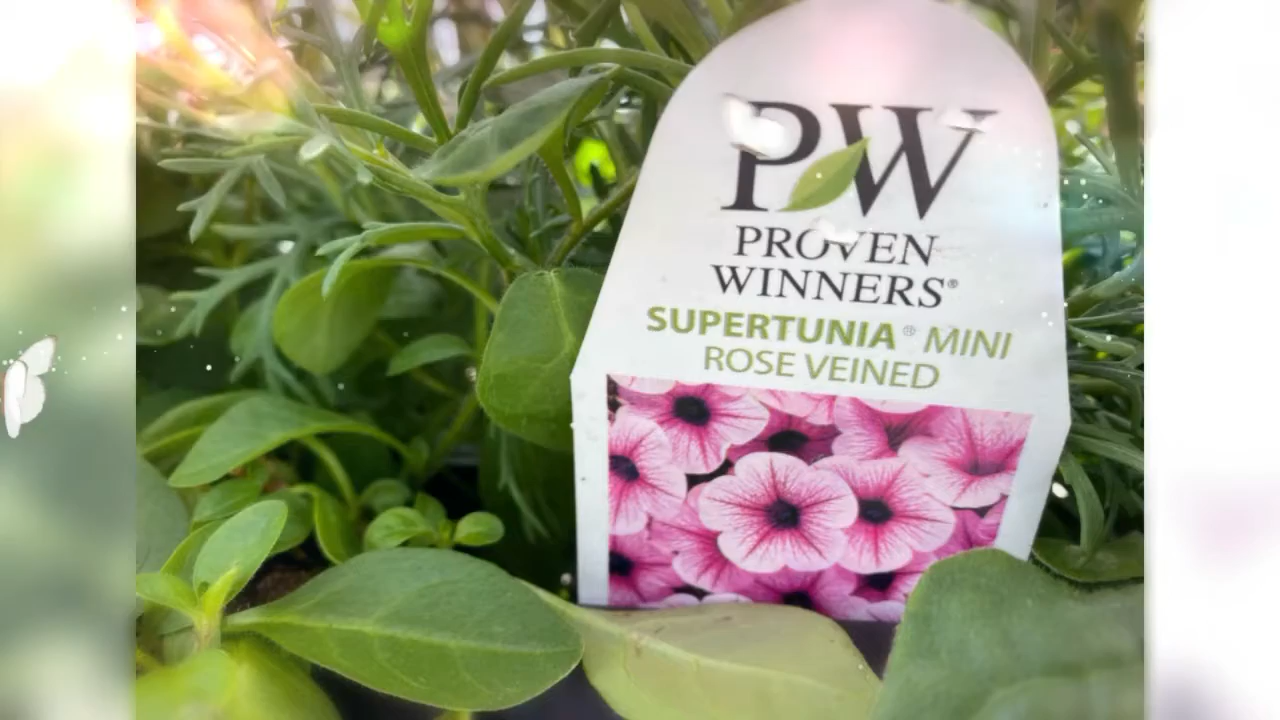 PW
PROVEN
WINNERS®
SUPERTUNIA® MINI
ROSE VEINED